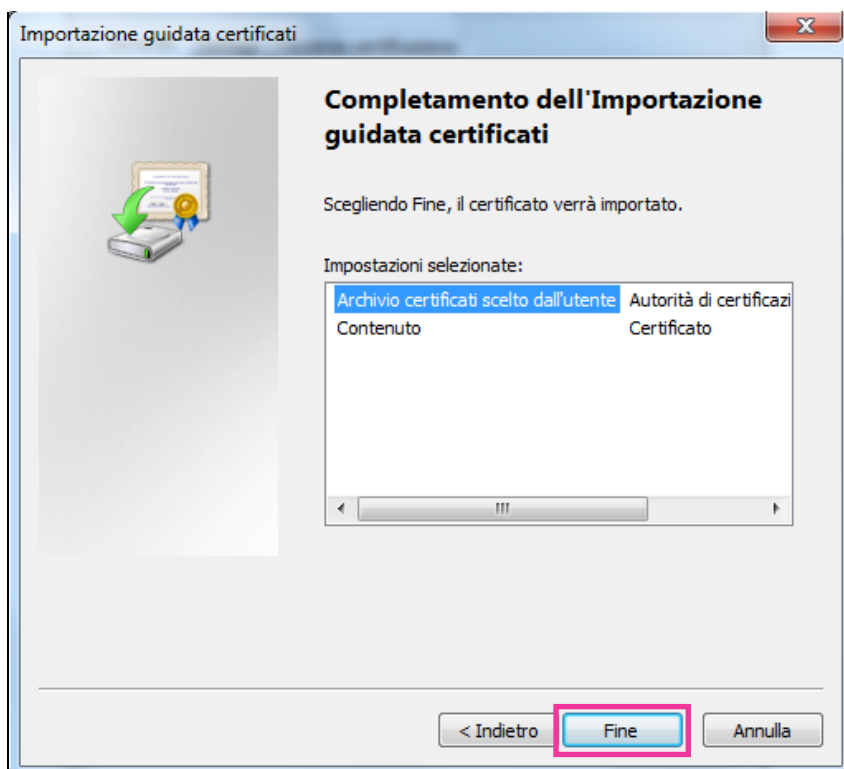 Importazione guidata certificati
Completamento dell'Importazione
guidata certificati
Scegliendo Fine, il certificato verrà importato.
Impostazioni selezionate:
Archivio certificati scelto dall'utente Autorità di certificazi
Contenuto Certificato
< Indietro Fine Annulla